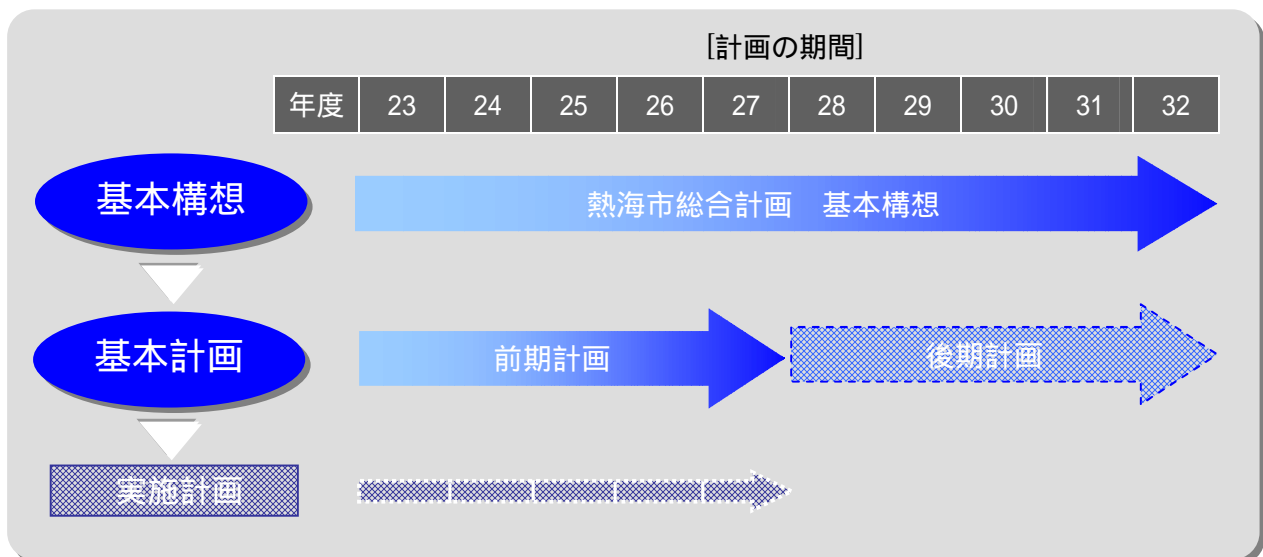 [計画の期間]
年度 23 24 25 26 27 28 29 30 31 32
基本構想
熱海市総合計画　基本構想
基本計画
前期計画
後期計画
実施計画